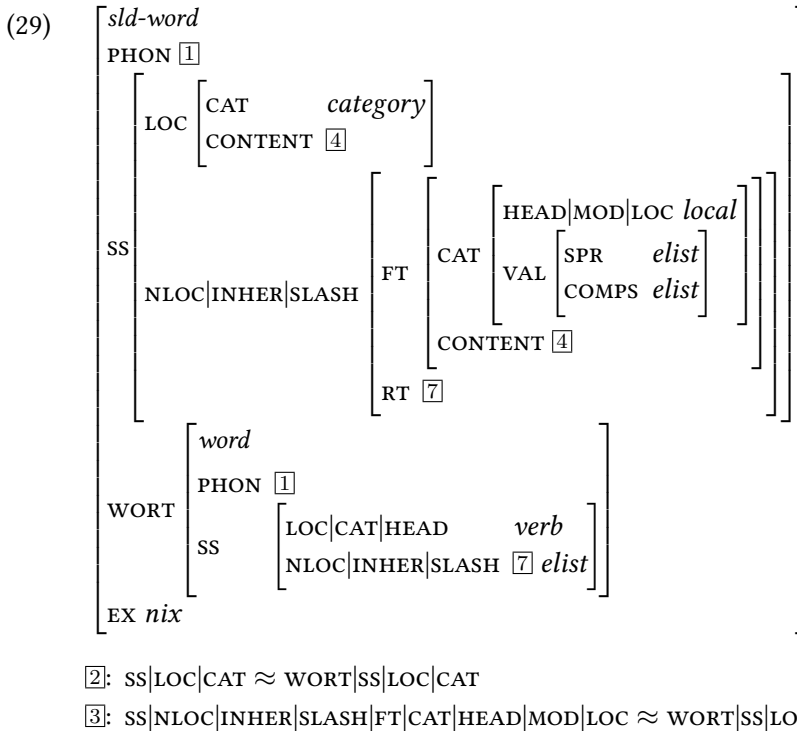 (29)
sld-word
PHON 1
SS
LOC
CAT category
CONTENT 4
NLOC|INHER|SLASH
FT
CAT
HEAD|MOD|LOC local
VAL
SPR elist
COMPS elist
CONTENT 4
RT 7
WORT
word
PHON 1
SS
LOC|CAT|HEAD verb
NLOC|INHER|SLASH 7 elist
EX nix
2: SS|LOC|CAT ≈ WORT|SS|LOC|CAT
3: SS|NLOC|INHER|SLASH|FT|CAT|HEAD|MOD|LOC ≈ WORT|SS|LO